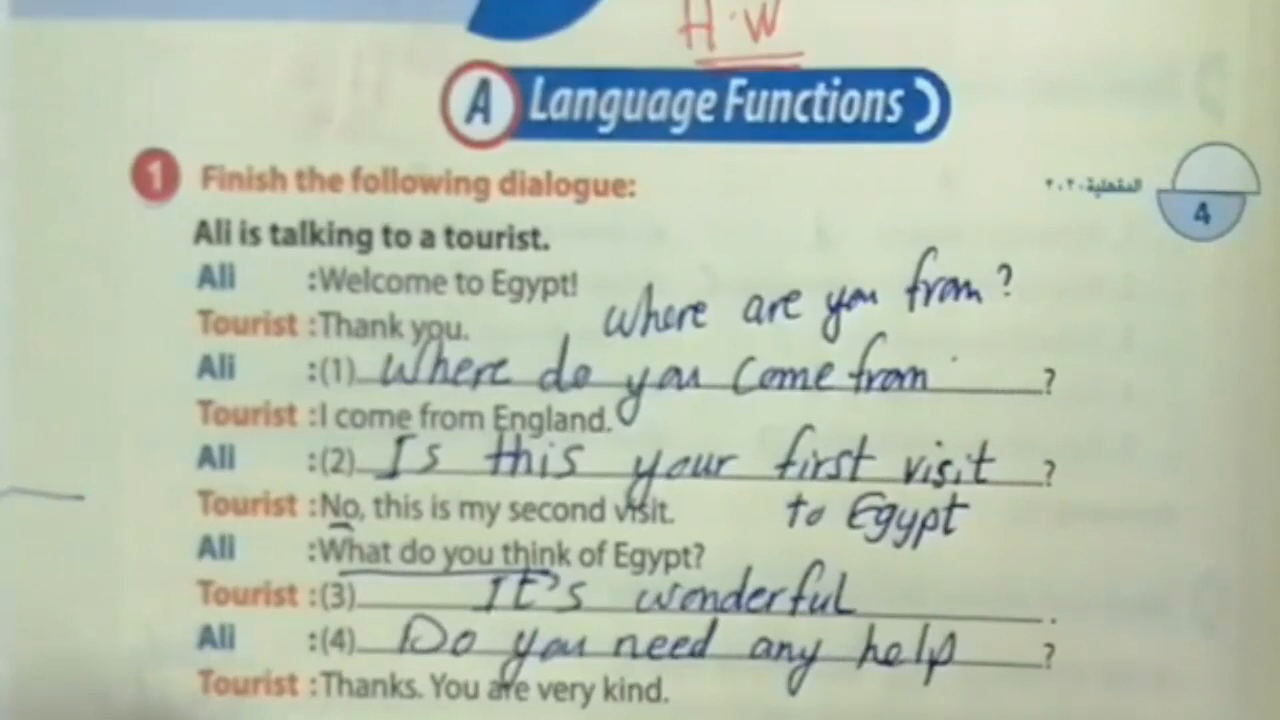 H.W
A Language Functions
1 Finish the following dialogue:
الدقهلية ٢٠٢٠
4
Ali is talking to a tourist.
Ali :Welcome to Egypt!
where are you from?
Tourist :Thank you.
Ali :(1) Where do you come from ?
Tourist :I come from England.
Ali :(2) Is this your first visit ?
to Egypt
Tourist :No, this is my second visit.
Ali :What do you think of Egypt?
Tourist :(3) It's wonderful .
Ali :(4) Do you need any help ?
Tourist :Thanks. You are very kind.